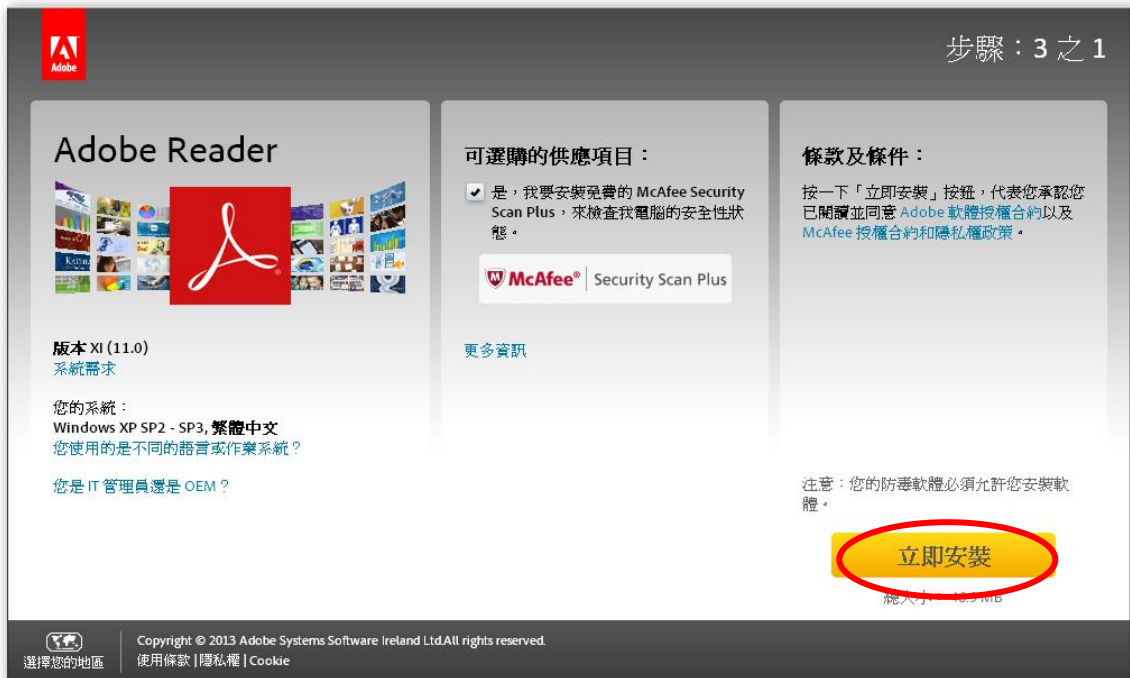 Adobe
步驟：3 之 1
Adobe Reader
版本 XI (11.0)
系統需求
您的系統：
Windows XP SP2 - SP3, 繁體中文
您使用的是不同的語言或作業系統？
您是 IT 管理員還是 OEM？
可選購的供應項目：
是，我要安裝免費的 McAfee Security
Scan Plus，來檢查我電腦的安全性狀
態。
McAfee® Security Scan Plus
更多資訊
條款及條件：
按一下「立即安裝」按鈕，代表您承認您
已閱讀並同意 Adobe 軟體授權合約以及
McAfee 授權合約和隱私權政策。
注意：您的防毒軟體必須允許您安裝軟
體。
立即安裝
總大小： MB
選擇您的地區
Copyright © 2013 Adobe Systems Software Ireland Ltd.All rights reserved.
使用條款 | 隱私權 | Cookie